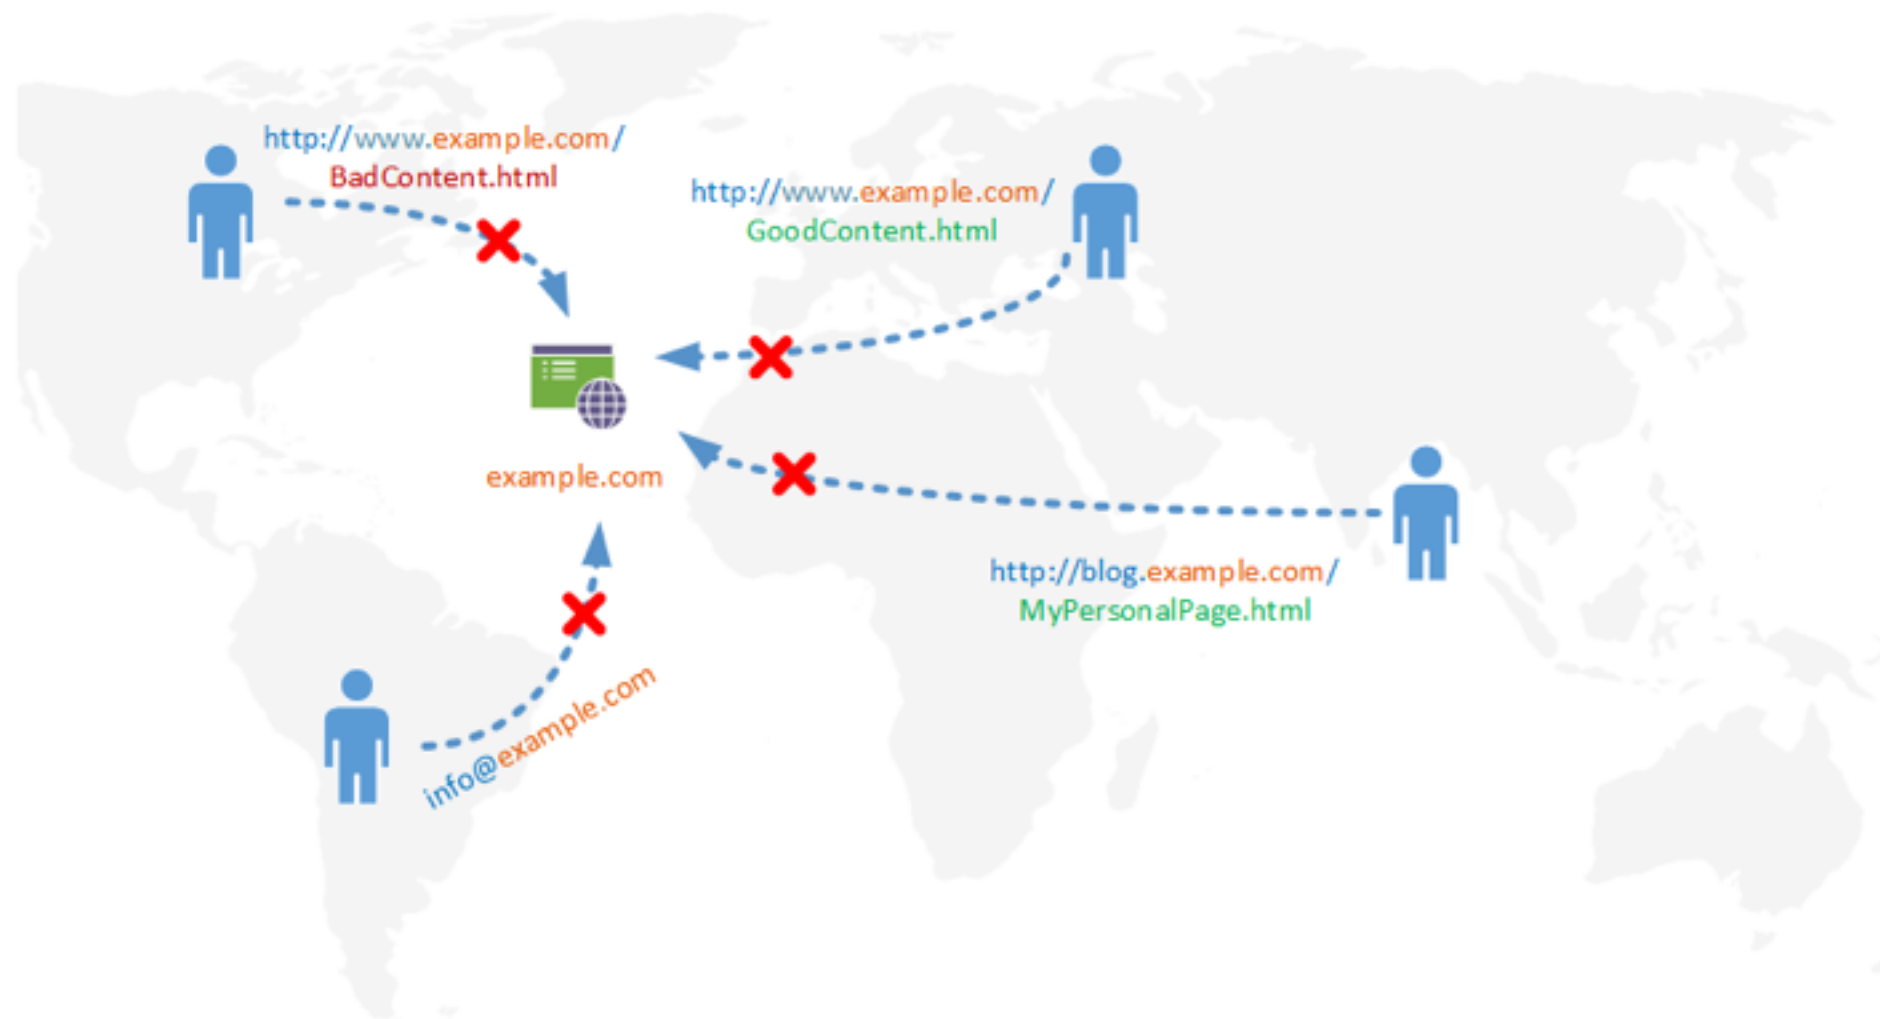 http://www.example.com/
BadContent.html
http://www.example.com/
GoodContent.html
example.com
http://blog.example.com/
MyPersonalPage.html
info@example.com